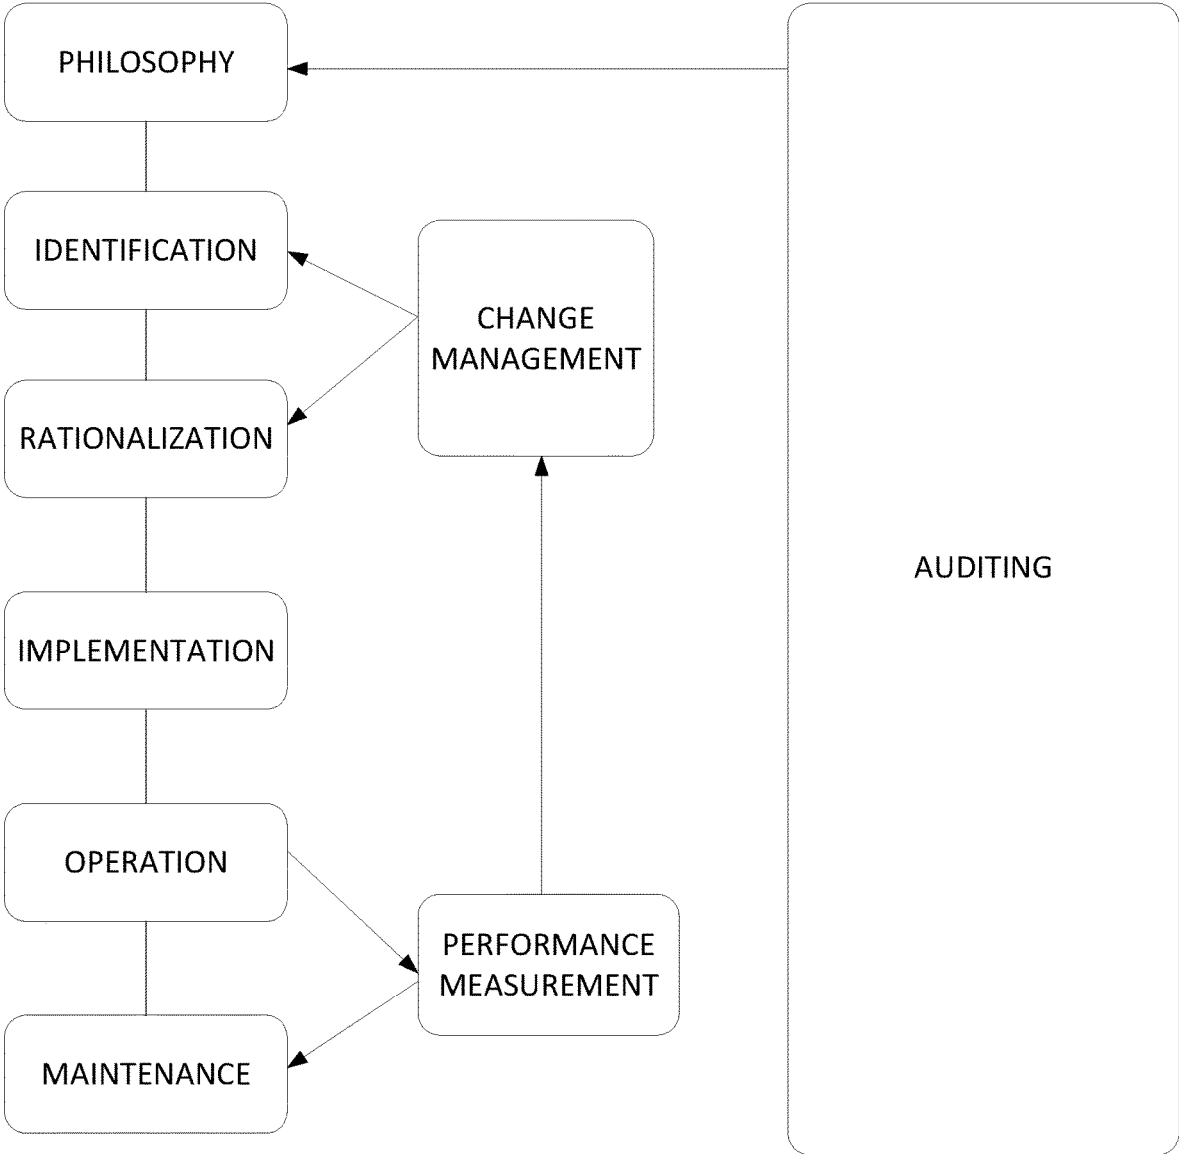 PHILOSOPHY
IDENTIFICATION
CHANGE
MANAGEMENT
RATIONALIZATION
AUDITING
IMPLEMENTATION
OPERATION
PERFORMANCE
MEASUREMENT
MAINTENANCE